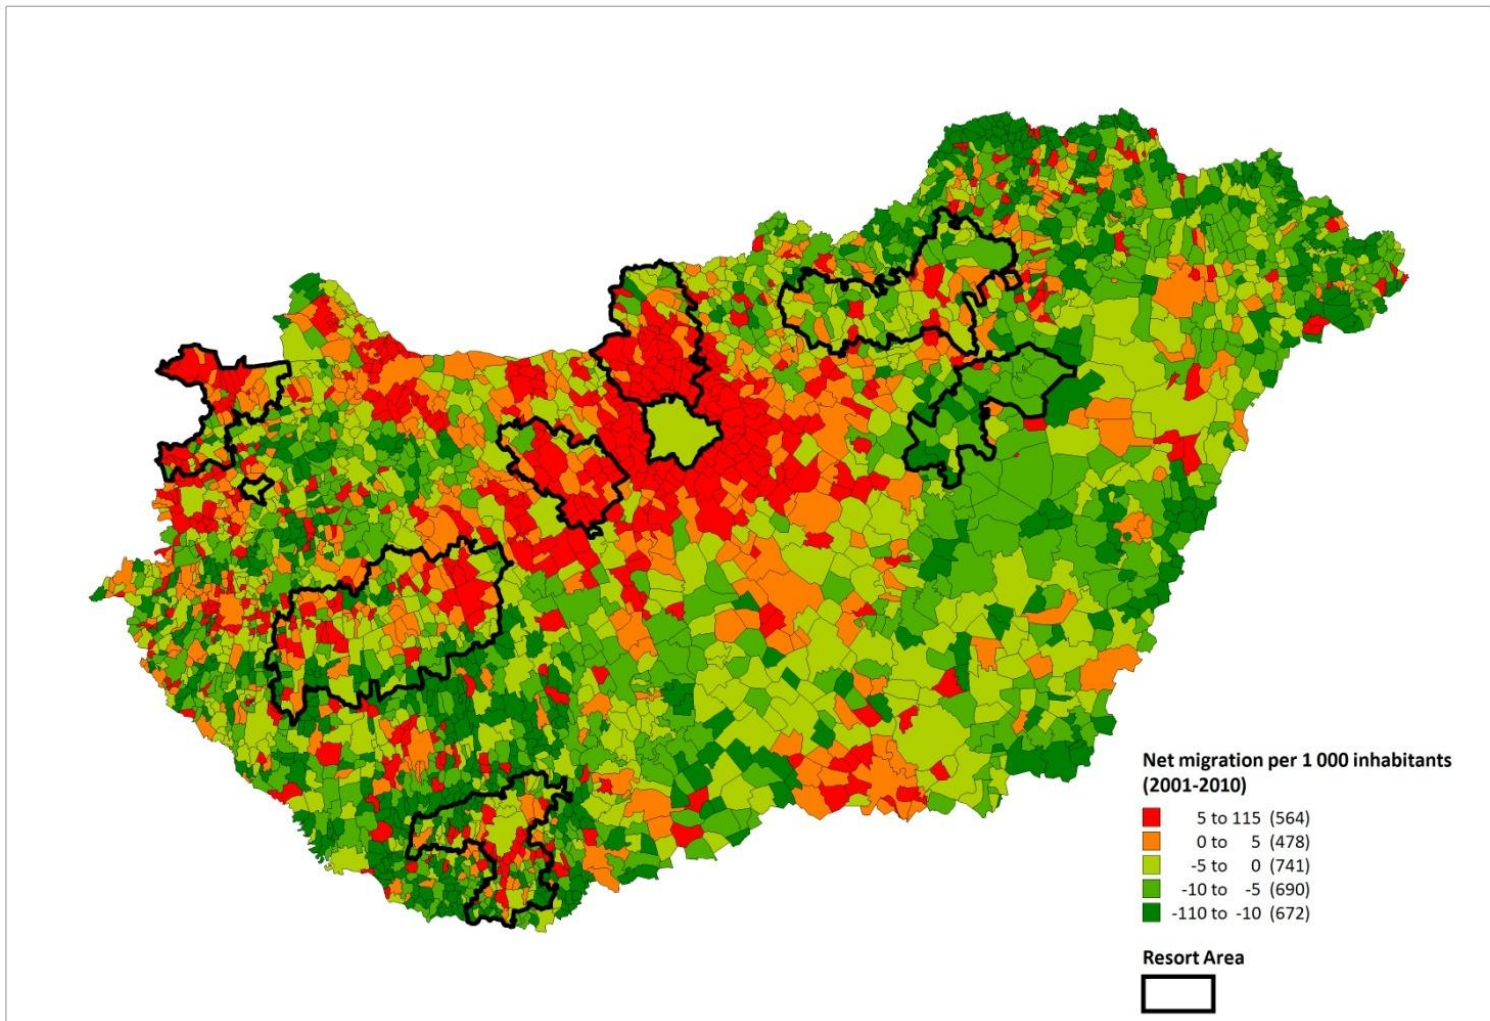 Net migration per 1 000 inhabitants
(2001-2010)
5 to 115 (564)
0 to 5 (478)
-5 to 0 (741)
-10 to -5 (690)
-110 to -10 (672)
Resort Area